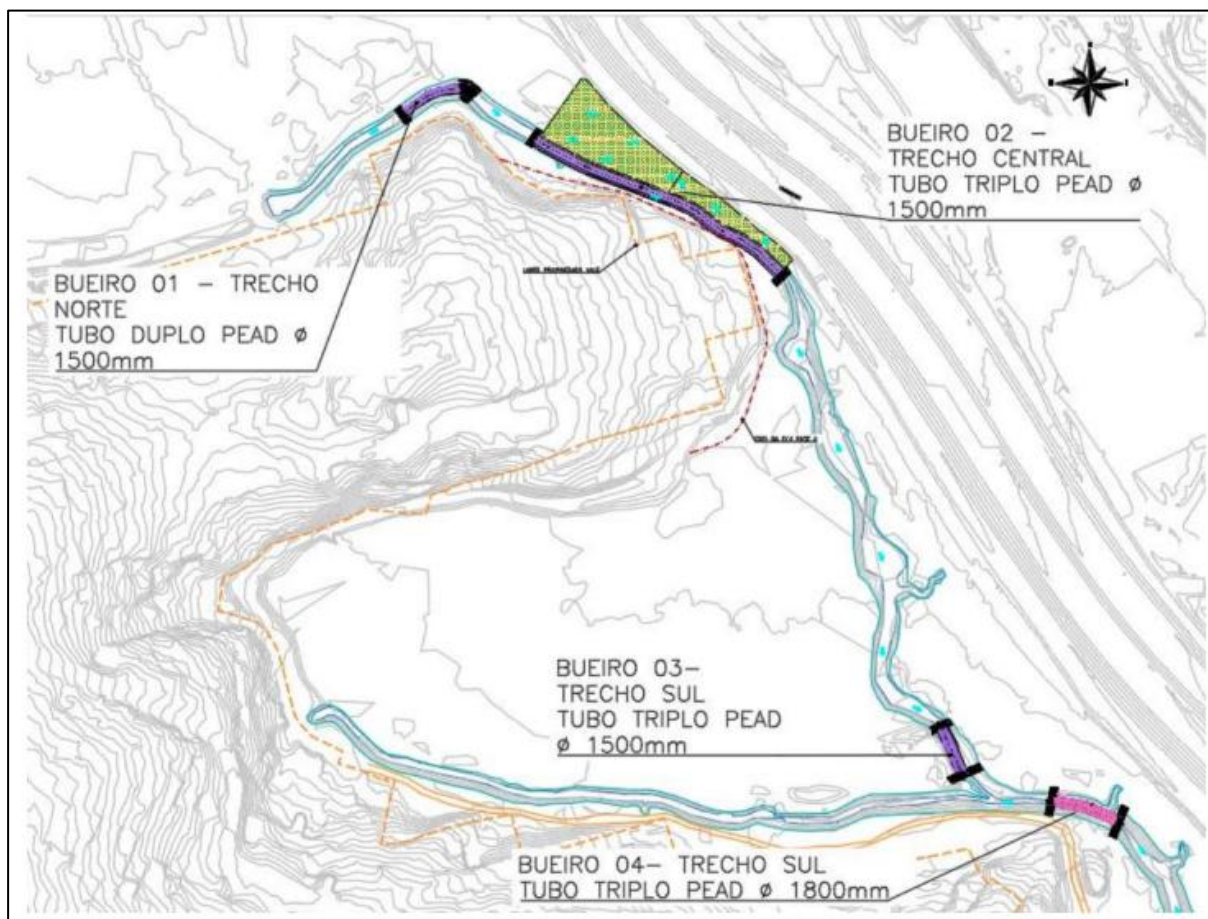 BUEIRO 02 –
TRECHO CENTRAL
TUBO TRIPLO PEAD ø
1500mm
BUEIRO 01 – TRECHO
NORTE
TUBO DUPLO PEAD ø
1500mm
BUEIRO 03–
TRECHO SUL
TUBO TRIPLO PEAD
ø 1500mm
BUEIRO 04– TRECHO SUL
TUBO TRIPLO PEAD ø 1800mm